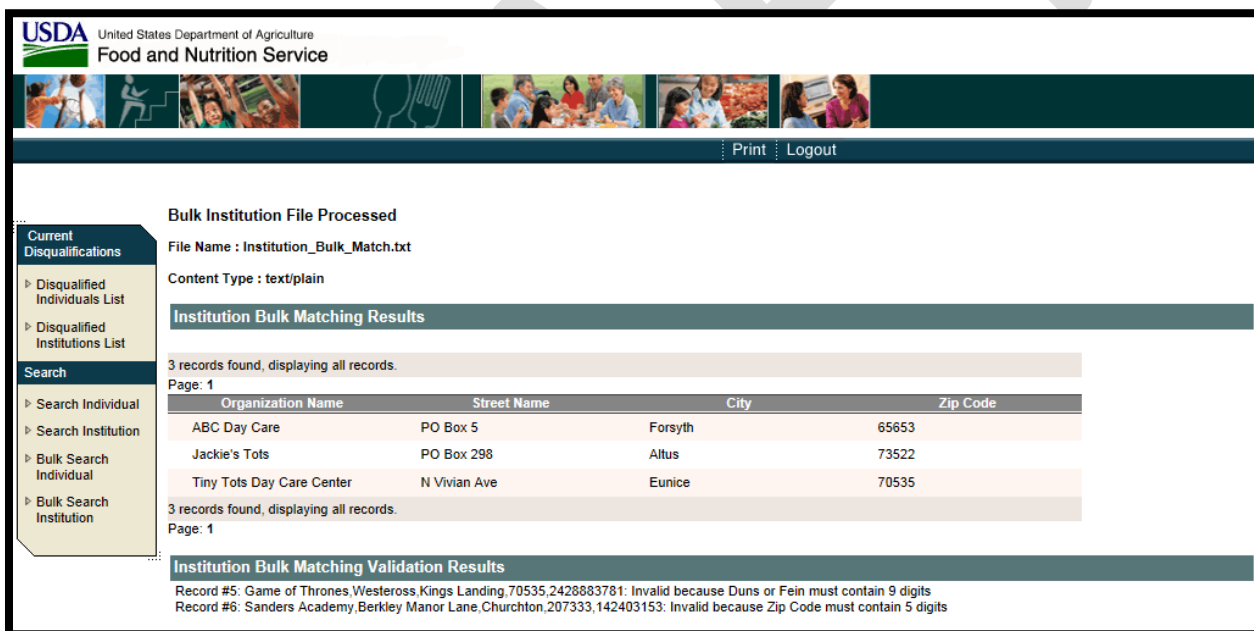 USDA United States Department of Agriculture
Food and Nutrition Service
Print Logout
Current
Disqualifications
Disqualified
Individuals List
Disqualified
Institutions List
Search
Search Individual
Search Institution
Bulk Search
Individual
Bulk Search
Institution
Bulk Institution File Processed
File Name : Institution_Bulk_Match.txt
Content Type : text/plain
Institution Bulk Matching Results
3 records found, displaying all records.
Page: 1
Organization Name Street Name City Zip Code
ABC Day Care PO Box 5 Forsyth 65653
Jackie's Tots PO Box 298 Altus 73522
Tiny Tots Day Care Center N Vivian Ave Eunice 70535
3 records found, displaying all records.
Page: 1
Institution Bulk Matching Validation Results
Record #5: Game of Thrones,Westeross,Kings Landing,70535,2428883781: Invalid because Duns or Fein must contain 9 digits
Record #6: Sanders Academy,Berkley Manor Lane,Churchton,207333,142403153: Invalid because Zip Code must contain 5 digits